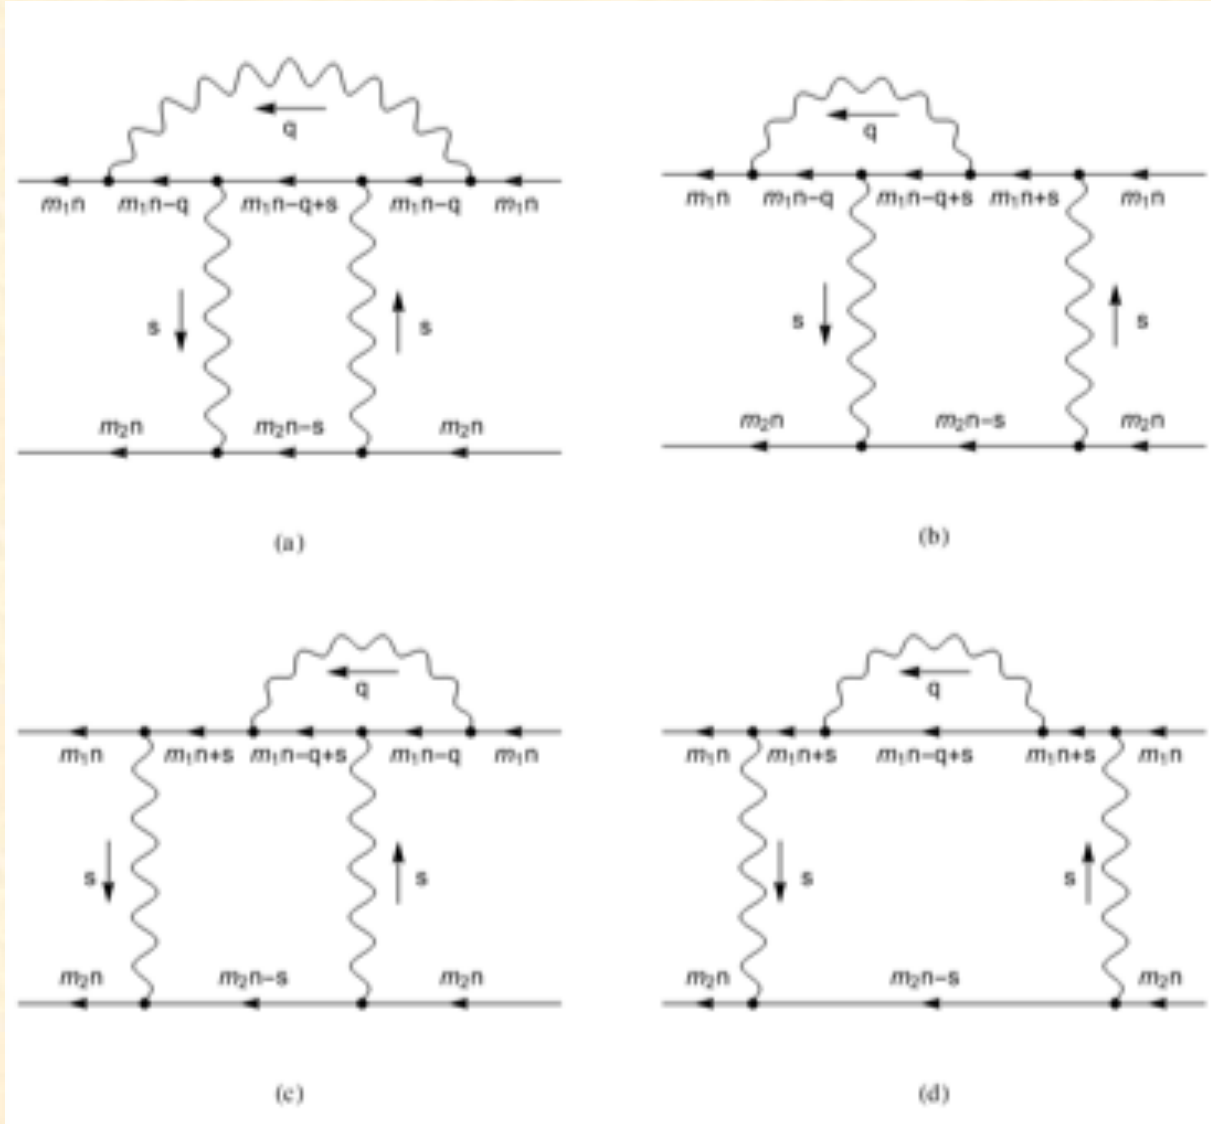 q
m₁n m₁n−q m₁n−q+s m₁n−q m₁n
s s
m₂n m₂n−s m₂n
(a)
q
m₁n m₁n−q m₁n−q+s m₁n+s m₁n
s s
m₂n m₂n−s m₂n
(b)
q
m₁n m₁n+s m₁n−q+s m₁n−q m₁n
s s
m₂n m₂n−s m₂n
(c)
q
m₁n m₁n+s m₁n−q+s m₁n+s m₁n
s s
m₂n m₂n−s m₂n
(d)